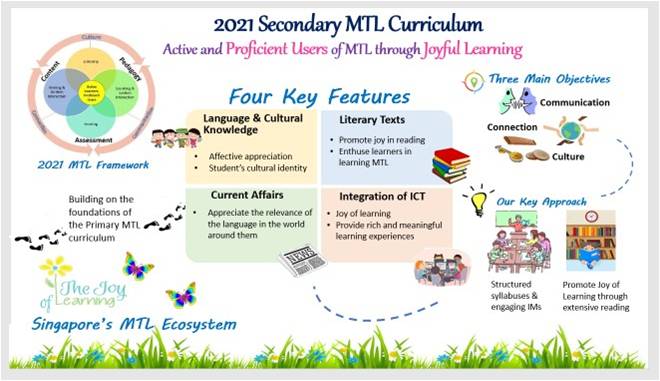 2021 Secondary MTL Curriculum
Active and Proficient Users of MTL through Joyful Learning
Culture
Content
Pedagogy
Assessment
2021 MTL Framework
Four Key Features
Language & Cultural
Knowledge
• Affective appreciation
• Student's cultural identity
Literary Texts
• Promote joy in reading
• Enthuse learners in
learning MTL
Current Affairs
• Appreciate the relevance of
the language in the world
around them
Integration of ICT
• Joy of learning
• Provide rich and meaningful
learning experiences
NEWS
Three Main Objectives
Communication
Connection
Culture
Our Key Approach
Structured
syllabuses &
engaging IMs
Promote Joy of
Learning through
extensive reading
Building on the
foundations of
the Primary MTL
curriculum
The Joy
of Learning
Singapore's MTL Ecosystem